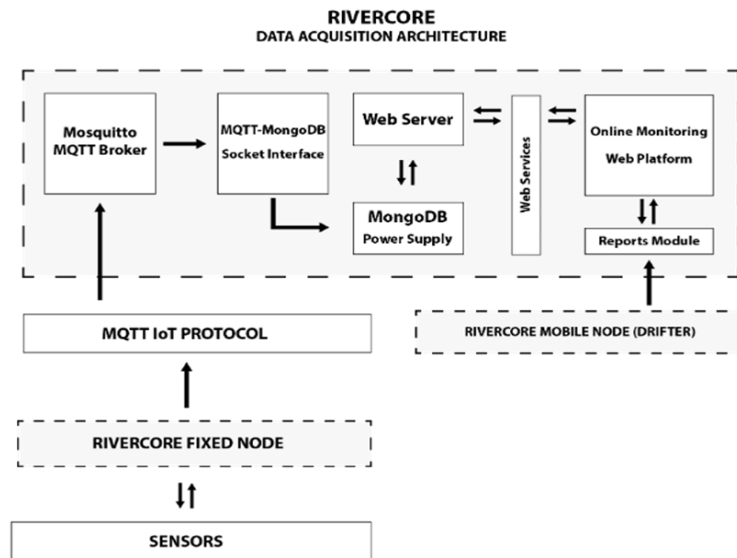 RIVERCORE
DATA ACQUISITION ARCHITECTURE
Mosquitto
MQTT Broker
MQTT-MongoDB
Socket Interface
Web Server
MongoDB
Power Supply
Web Services
Online Monitoring
Web Platform
Reports Module
MQTT IoT PROTOCOL
RIVERCORE MOBILE NODE (DRIFTER)
RIVERCORE FIXED NODE
SENSORS